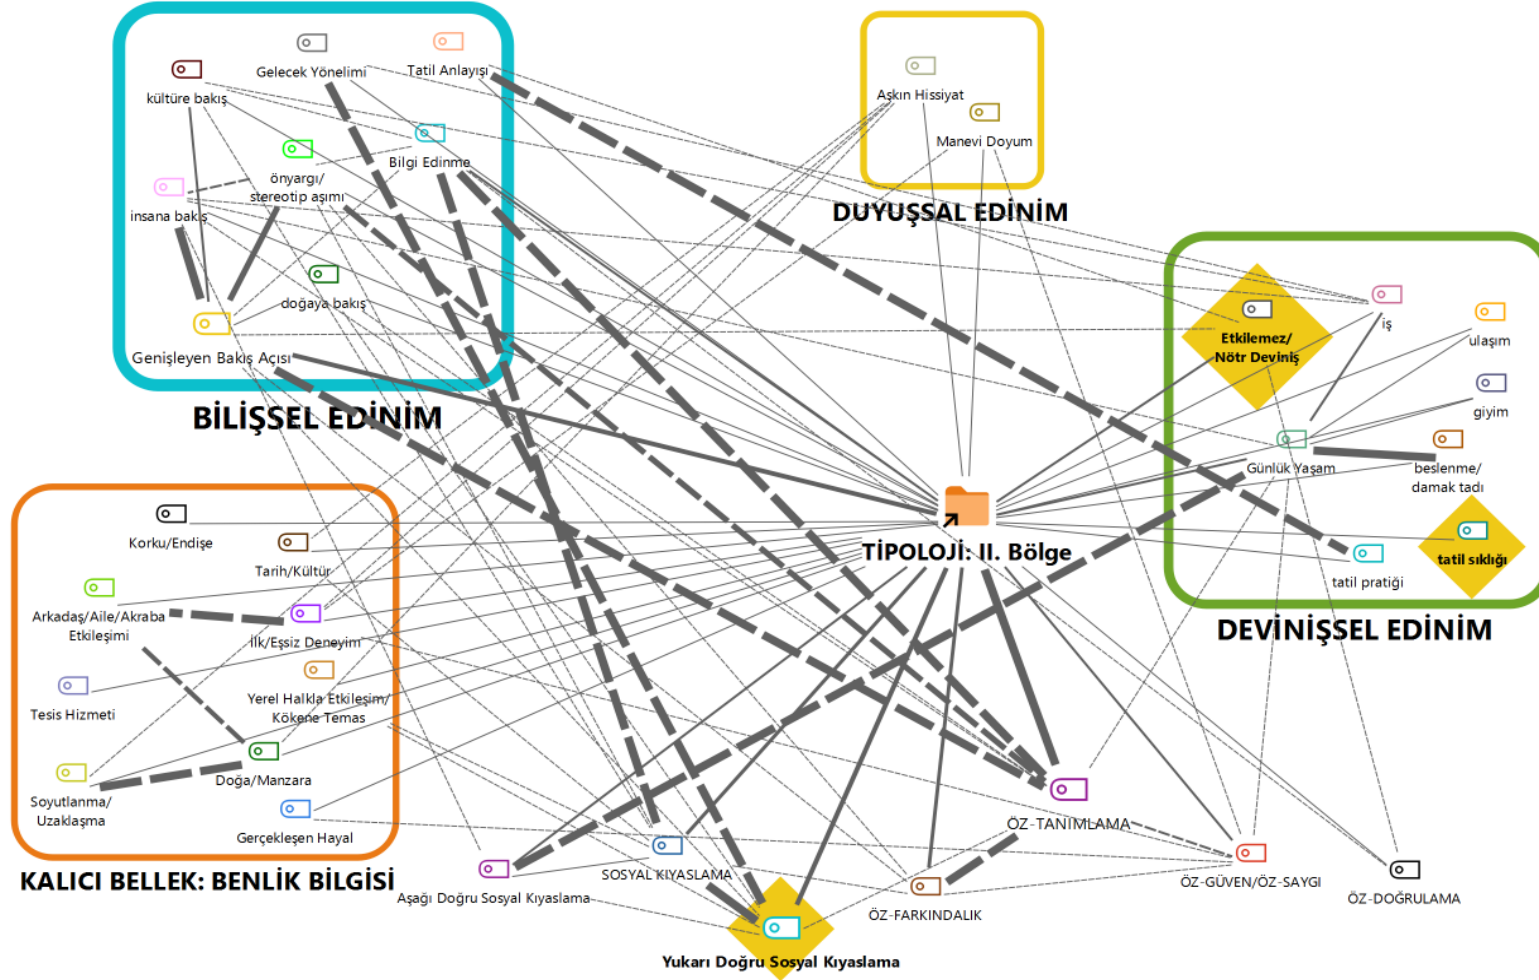 Gelecek Yönelimi
Tatil Anlayışı
kültüre bakış
Bilgi Edinme
önyargı/
stereotip aşımı
insana bakış
doğaya bakış
Genişleyen Bakış Açısı
BİLİŞSEL EDİNİM
Aşkın Hissiyat
Manevi Doyum
DUYUŞSAL EDİNİM
Etkilemez/
Nötr Deviniş
iş
ulaşım
giyim
Günlük Yaşam
beslenme/
damak tadı
tatil sıklığı
tatil pratiği
DEVİNİŞSEL EDİNİM
TİPOLOJİ: II. Bölge
Korku/Endişe
Tarih/Kültür
Arkadaş/Aile/Akraba
Etkileşimi
İlk/Eşsiz Deneyim
Tesis Hizmeti
Yerel Halkla Etkileşim/
Kökene Temas
Doğa/Manzara
Soyutlanma/
Uzaklaşma
Gerçekleşen Hayal
KALICI BELLEK: BENLİK BİLGİSİ
Aşağı Doğru Sosyal Kıyaslama
SOSYAL KIYASLAMA
Yukarı Doğru Sosyal Kıyaslama
ÖZ-FARKINDALIK
ÖZ-TANIMLAMA
ÖZ-GÜVEN/ÖZ-SAYGI
ÖZ-DOĞRULAMA